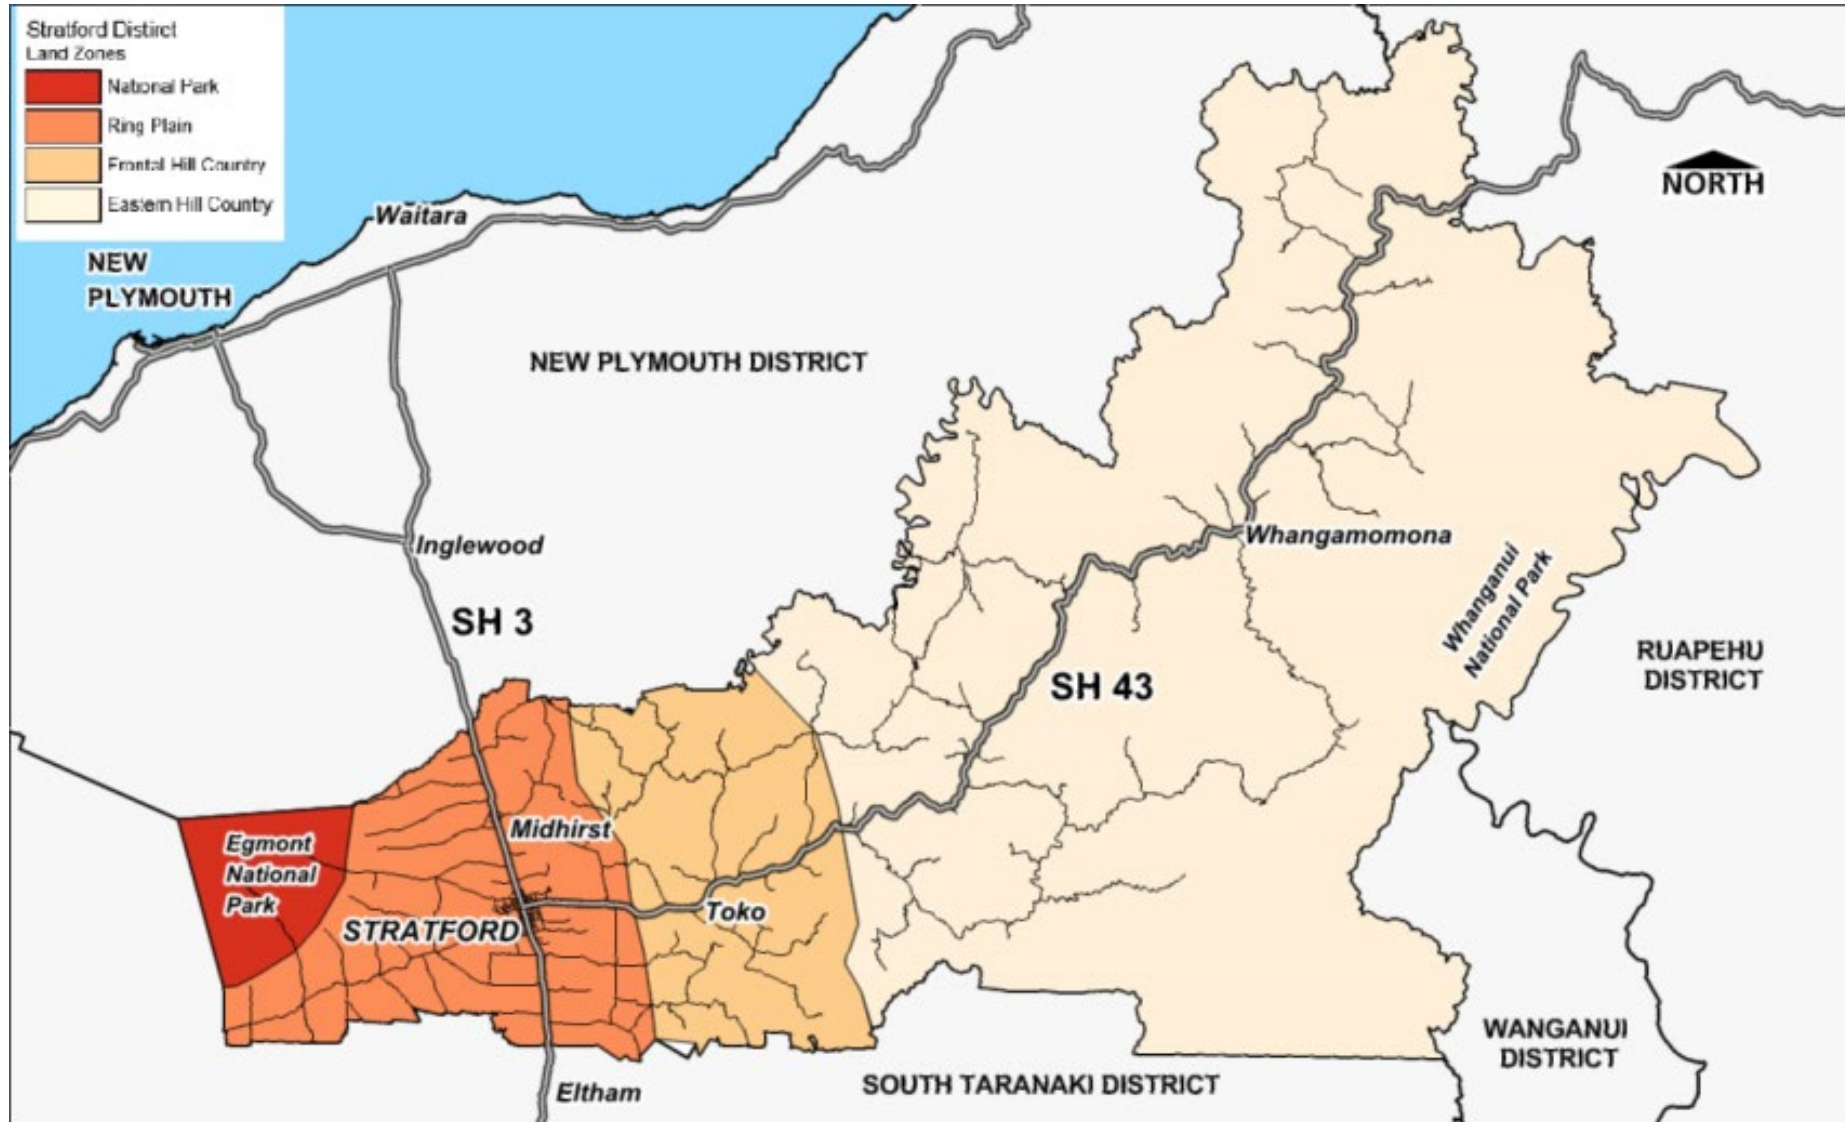 Stratford Distirct
Land Zones
National Park
Ring Plain
Frontal Hill Country
Eastern Hill Country
NORTH
Waitara
NEW
PLYMOUTH
NEW PLYMOUTH DISTRICT
Inglewood
Whangamomona
SH 3
Whanganui
National Park
SH 43
RUAPEHU
DISTRICT
Midhirst
Egmont
National
Park
STRATFORD
Toko
WANGANUI
DISTRICT
SOUTH TARANAKI DISTRICT
Eltham